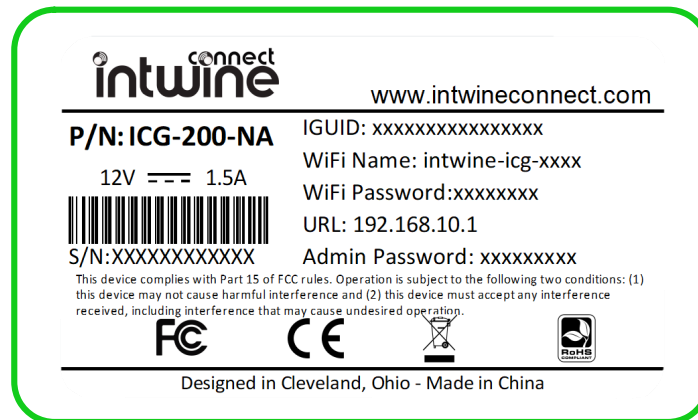 connect
intwine
www.intwineconnect.com
P/N: ICG-200-NA
12V 1.5A
S/N:XXXXXXXXXXXX
IGUID: xxxxxxxxxxxxxxxx
WiFi Name: intwine-icg-xxxx
WiFi Password:xxxxxxxx
URL: 192.168.10.1
Admin Password: xxxxxxxxx
This device complies with Part 15 of FCC rules. Operation is subject to the following two conditions: (1)
this device may not cause harmful interference and (2) this device must accept any interference
received, including interference that may cause undesired operation.
FC CE RoHS
COMPLIANT
Designed in Cleveland, Ohio - Made in China